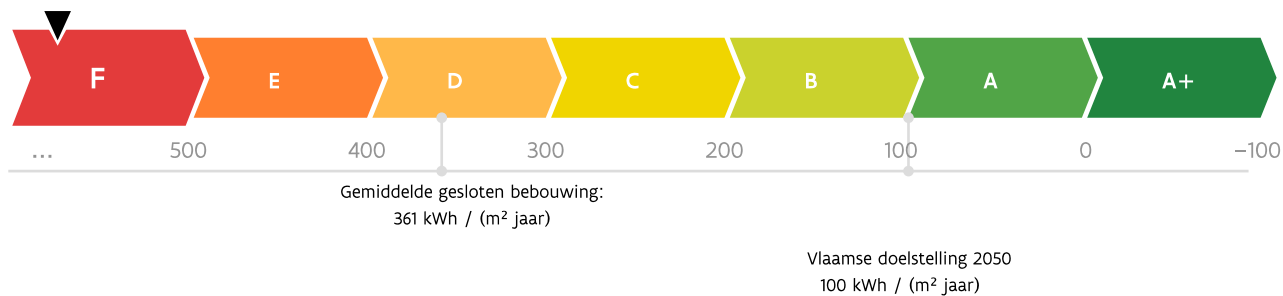 F E D C B A A+
... 500 400 300 200 100 0 –100
Gemiddelde gesloten bebouwing:
361 kWh / (m² jaar)
Vlaamse doelstelling 2050
100 kWh / (m² jaar)